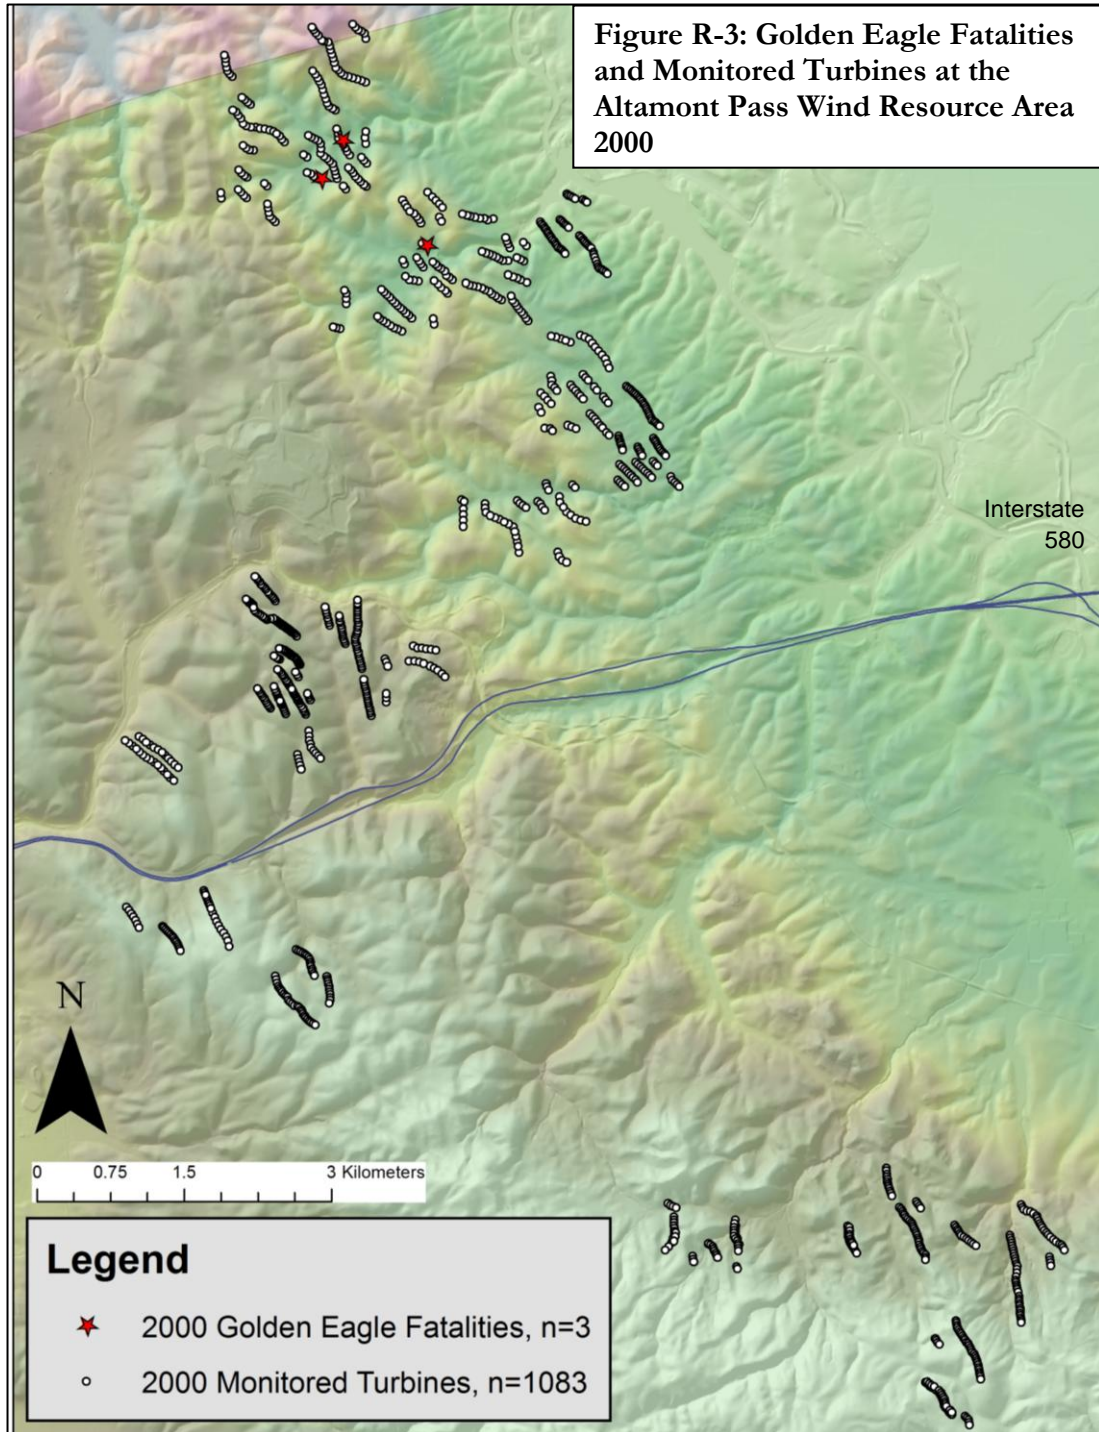 Figure R-3: Golden Eagle Fatalities
and Monitored Turbines at the
Altamont Pass Wind Resource Area
2000
Interstate
580
N
0 0.75 1.5 3 Kilometers
Legend
2000 Golden Eagle Fatalities, n=3
2000 Monitored Turbines, n=1083